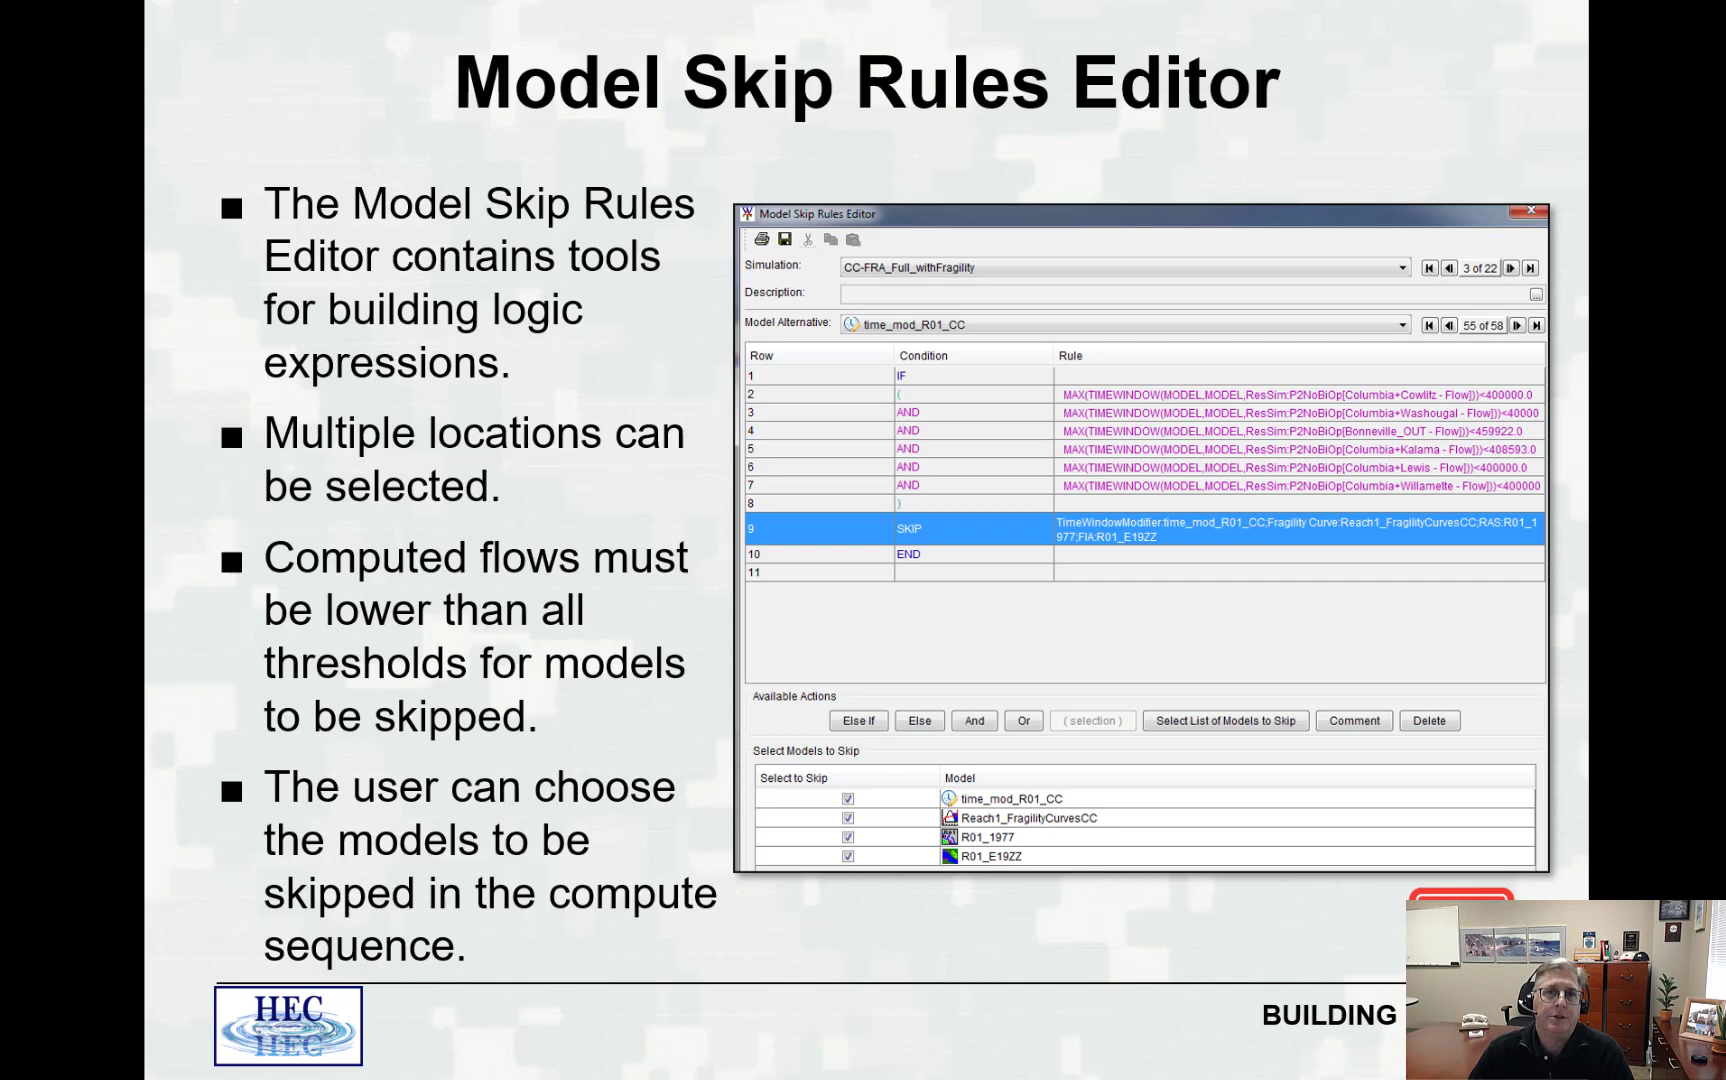 Model Skip Rules Editor
■ The Model Skip Rules
Editor contains tools
for building logic
expressions.
■ Multiple locations can
be selected.
■ Computed flows must
be lower than all
thresholds for models
to be skipped.
■ The user can choose
the models to be
skipped in the compute
sequence.
Model Skip Rules Editor
Simulation: CC-FRA_Full_withFragility 3 of 22
Description: ...
Model Alternative: time_mod_R01_CC 55 of 58
Row Condition Rule
1 IF
2 ( MAX(TIMEWINDOW(MODEL,MODEL,ResSim:P2NoBiOp[Columbia+Cowlitz - Flow]))<400000.0
3 AND MAX(TIMEWINDOW(MODEL,MODEL,ResSim:P2NoBiOp[Columbia+Washougal - Flow]))<40000
4 AND MAX(TIMEWINDOW(MODEL,MODEL,ResSim:P2NoBiOp[Bonneville_OUT - Flow]))<459922.0
5 AND MAX(TIMEWINDOW(MODEL,MODEL,ResSim:P2NoBiOp[Columbia+Kalama - Flow]))<408593.0
6 AND MAX(TIMEWINDOW(MODEL,MODEL,ResSim:P2NoBiOp[Columbia+Lewis - Flow]))<400000.0
7 AND MAX(TIMEWINDOW(MODEL,MODEL,ResSim:P2NoBiOp[Columbia+Willamette - Flow]))<400000
8 )
9 SKIP TimeWindowModifier:time_mod_R01_CC;Fragility Curve:Reach1_FragilityCurvesCC;RAS:R01_1
977;FIA:R01_E19ZZ
10 END
11
Available Actions
Else If Else And Or ( selection ) Select List of Models to Skip Comment Delete
Select Models to Skip
Select to Skip Model
time_mod_R01_CC
Reach1_FragilityCurvesCC
R01_1977
R01_E19ZZ
HEC
BUILDING